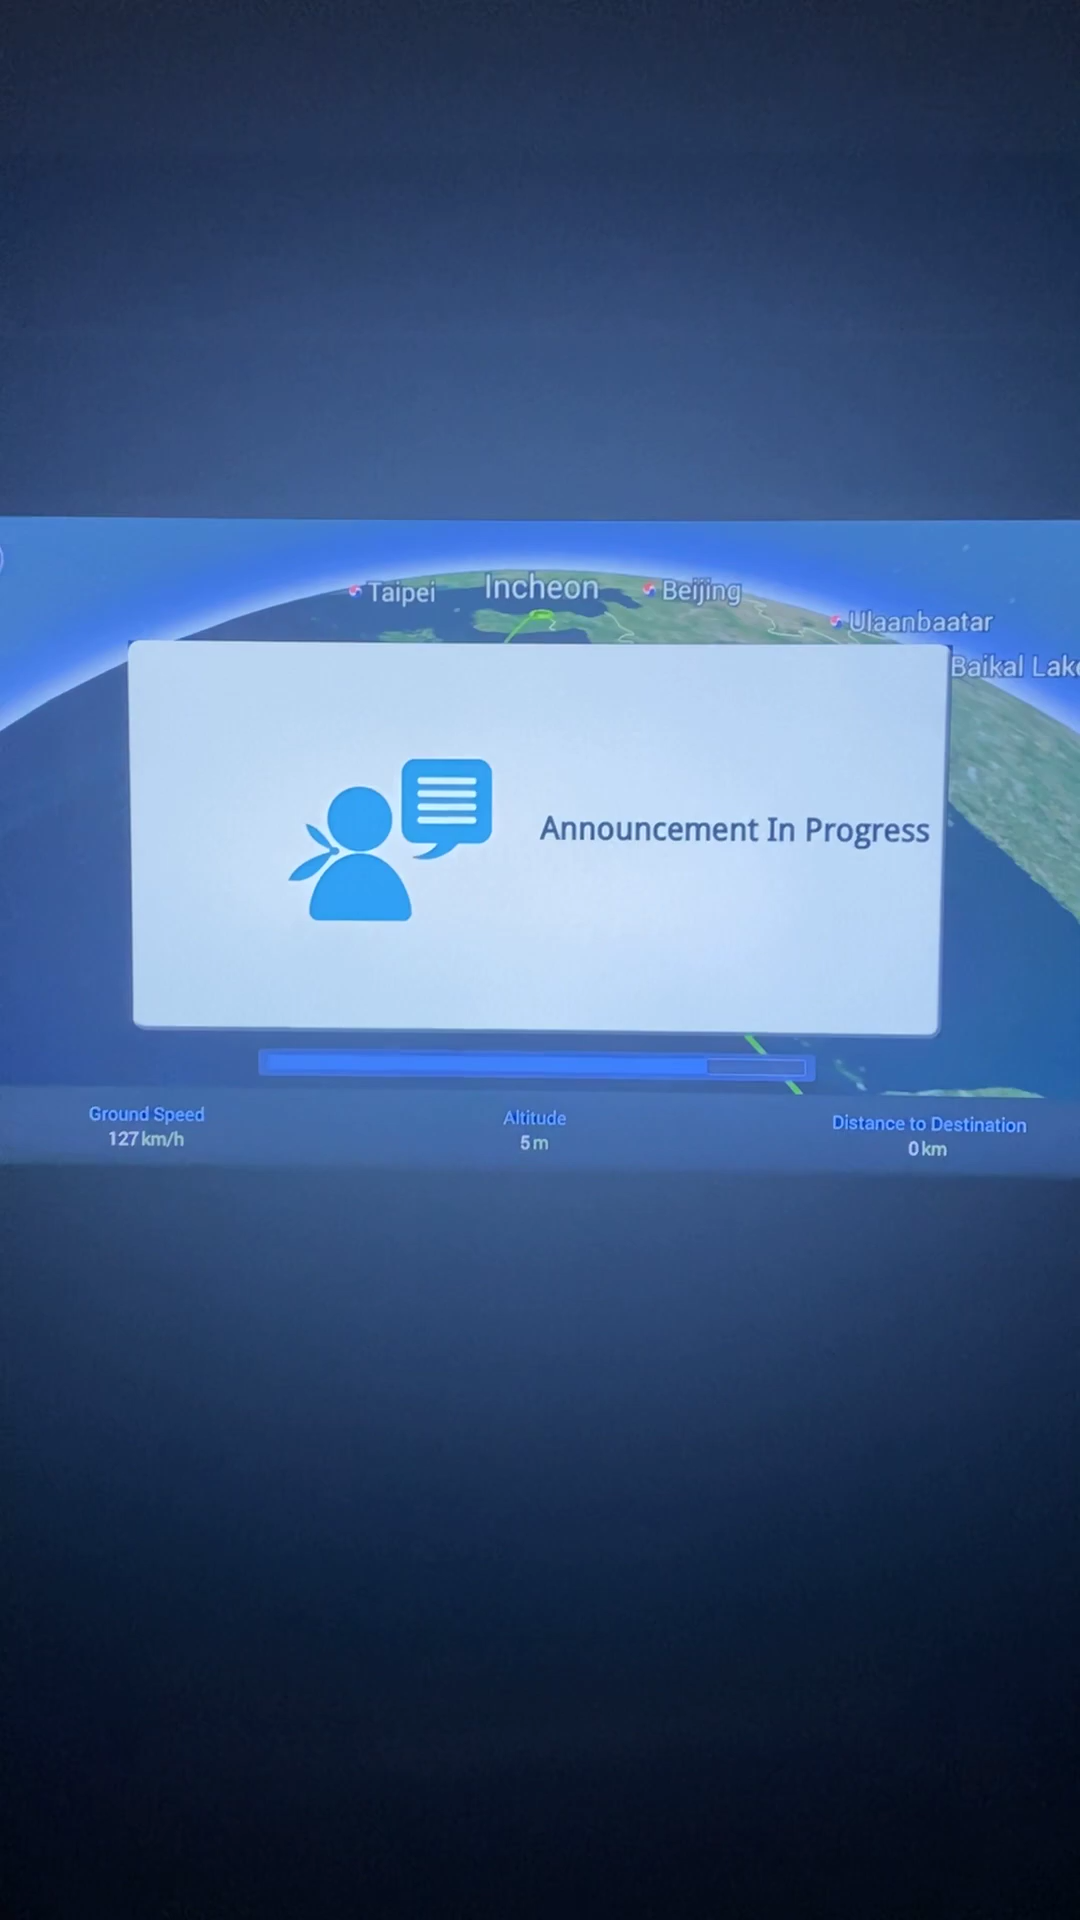 Taipei
Incheon
Beijing
Ulaanbaatar
Baikal Lake
Announcement In Progress
Ground Speed
127 km/h
Altitude
5 m
Distance to Destination
0 km